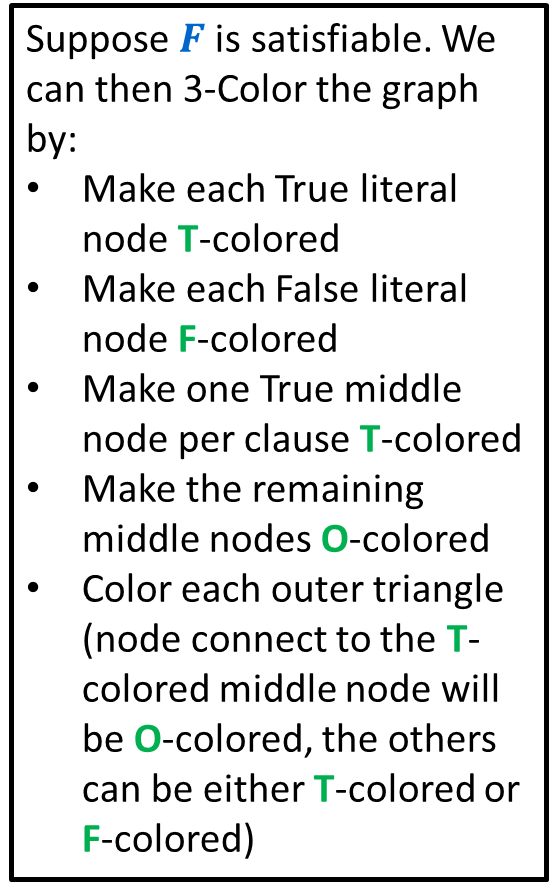 Suppose F is satisfiable. We
can then 3-Color the graph
by:
• Make each True literal
node T-colored
• Make each False literal
node F-colored
• Make one True middle
node per clause T-colored
• Make the remaining
middle nodes O-colored
• Color each outer triangle
(node connect to the T-
colored middle node will
be O-colored, the others
can be either T-colored or
F-colored)